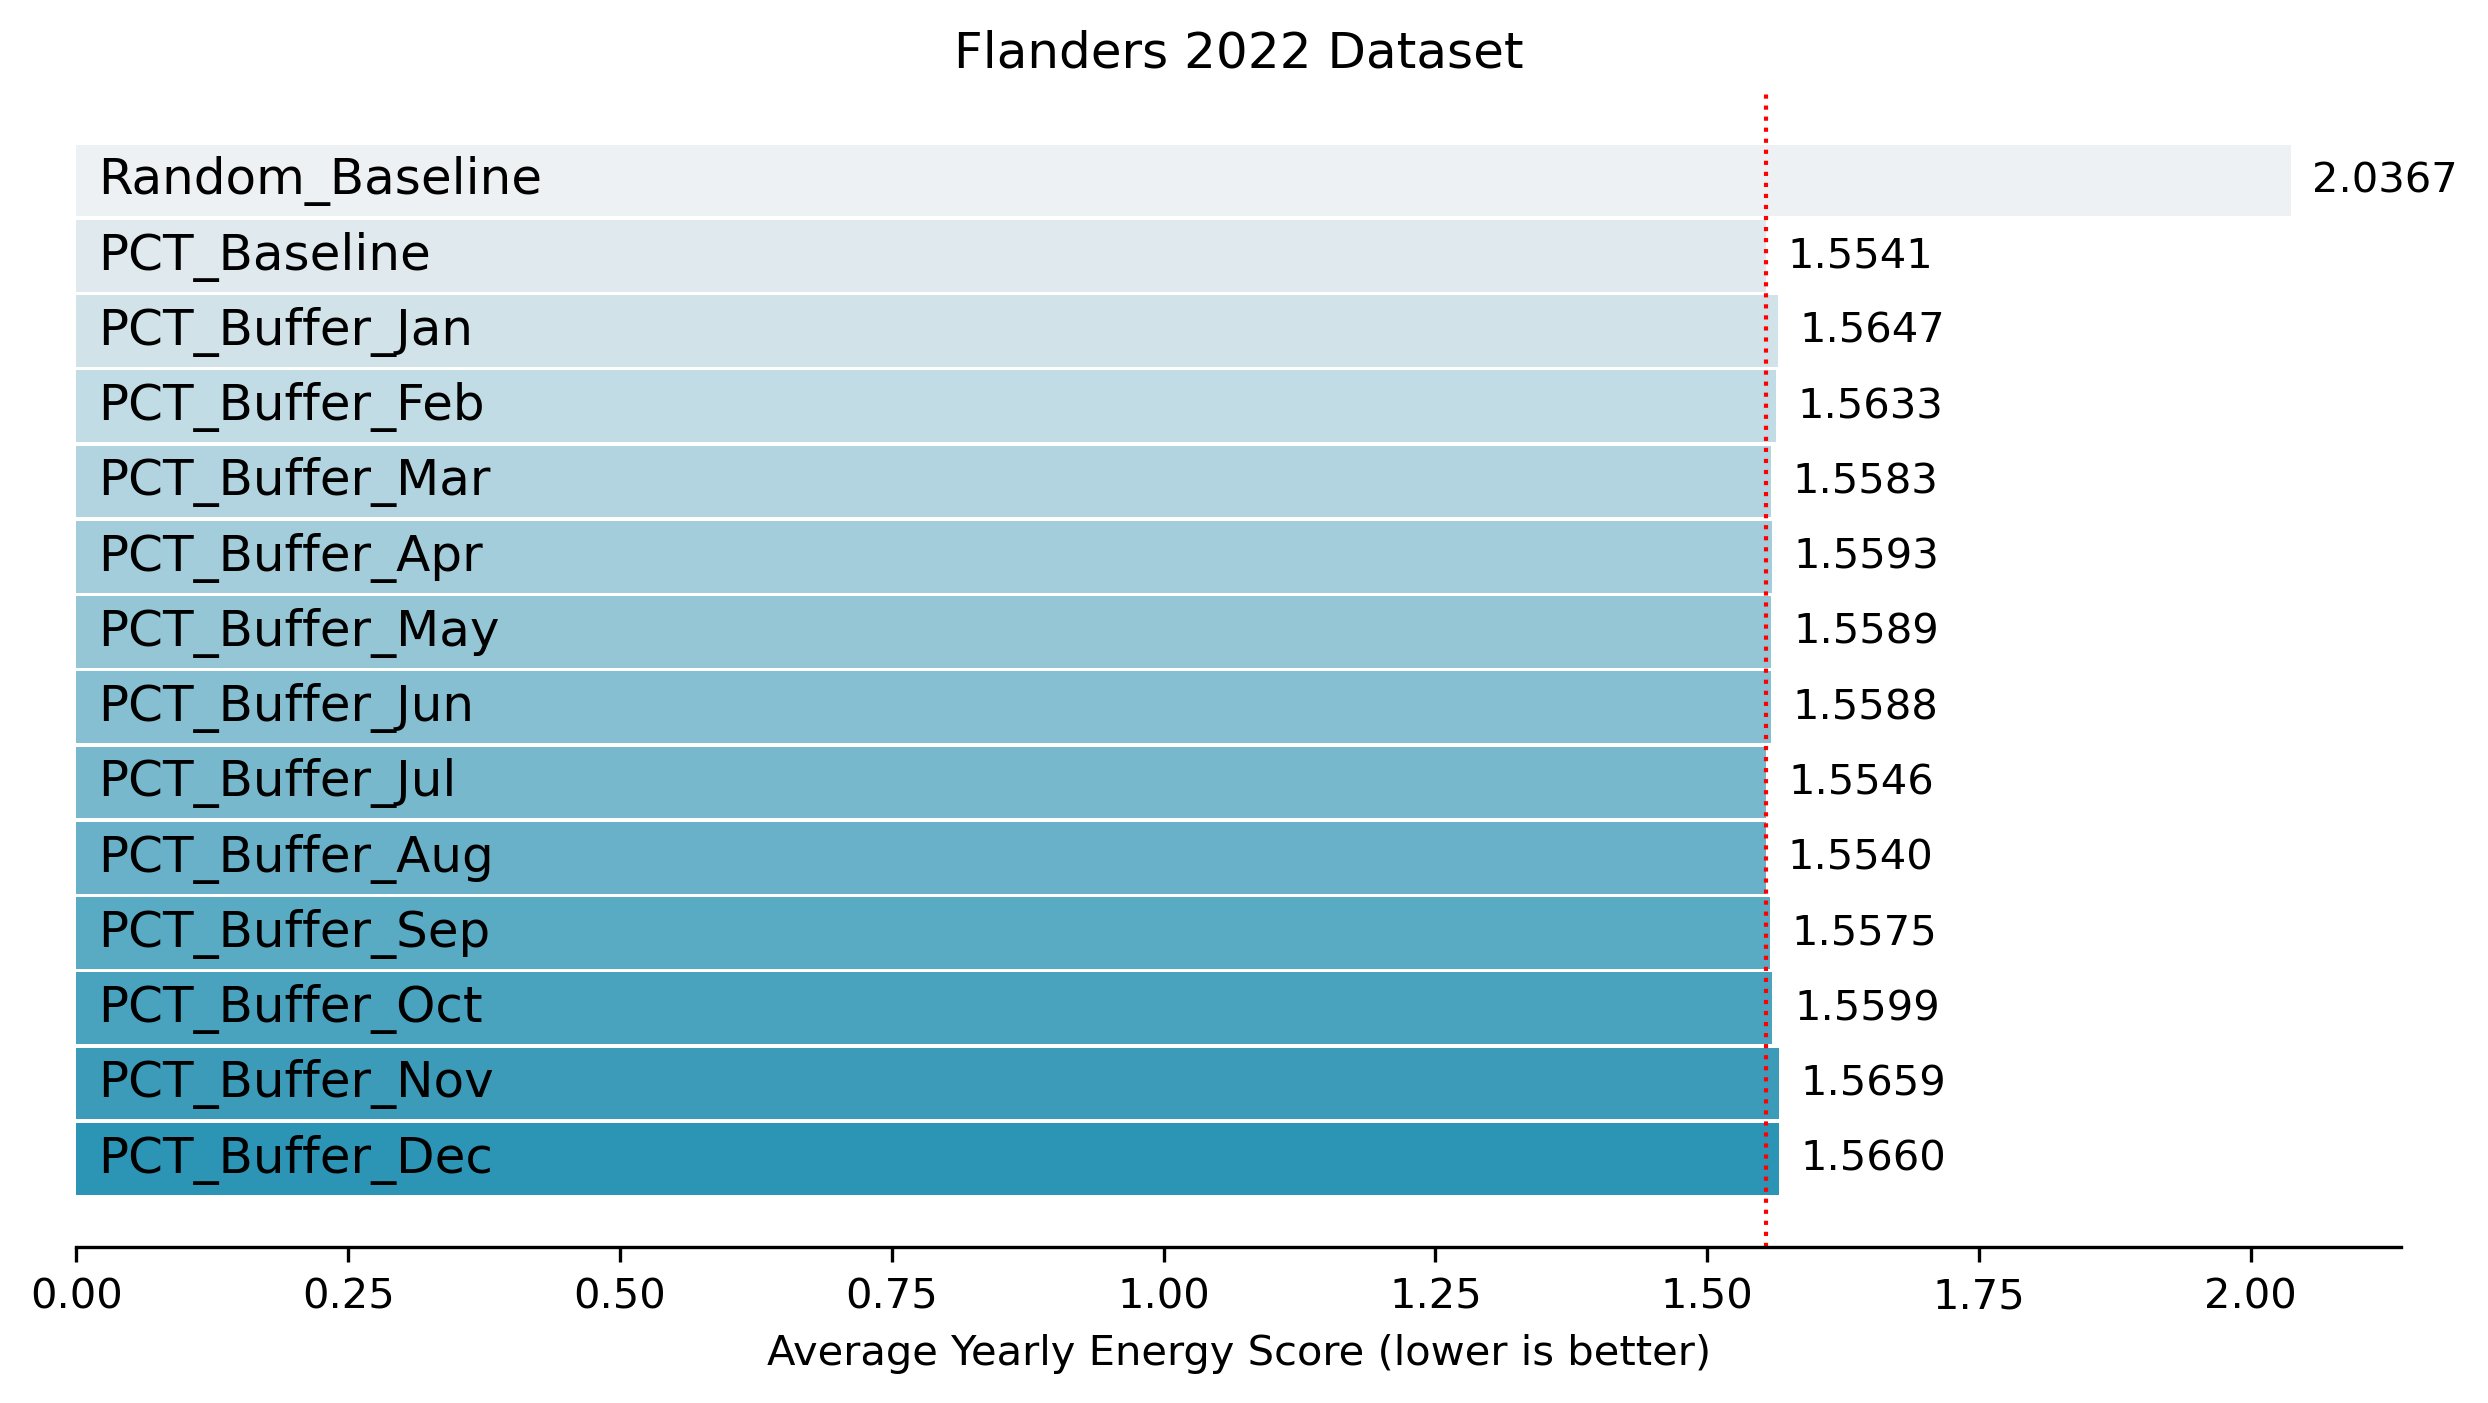 Flanders 2022 Dataset
Random_Baseline 2.0367
PCT_Baseline 1.5541
PCT_Buffer_Jan 1.5647
PCT_Buffer_Feb 1.5633
PCT_Buffer_Mar 1.5583
PCT_Buffer_Apr 1.5593
PCT_Buffer_May 1.5589
PCT_Buffer_Jun 1.5588
PCT_Buffer_Jul 1.5546
PCT_Buffer_Aug 1.5540
PCT_Buffer_Sep 1.5575
PCT_Buffer_Oct 1.5599
PCT_Buffer_Nov 1.5659
PCT_Buffer_Dec 1.5660
0.00 0.25 0.50 0.75 1.00 1.25 1.50 1.75 2.00
Average Yearly Energy Score (lower is better)